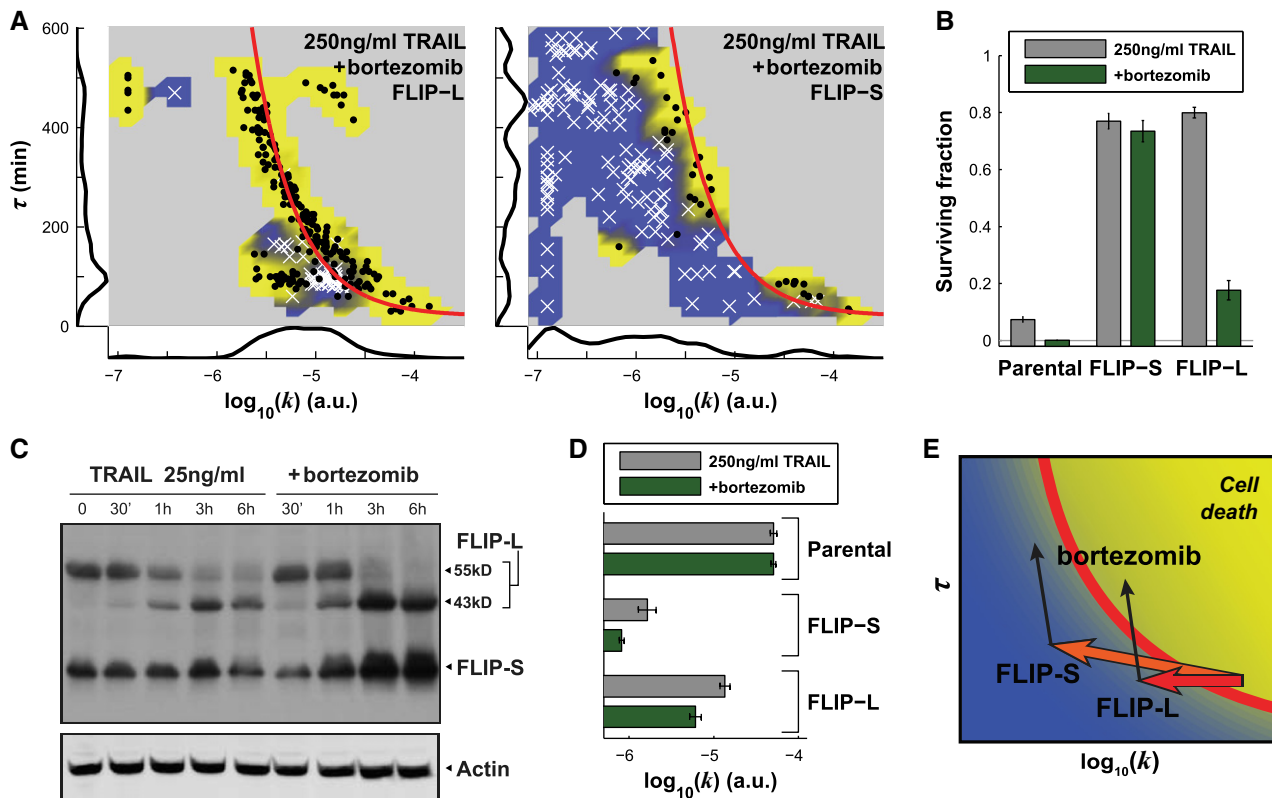 A
600
400
200
0
τ (min)
250ng/ml TRAIL
+bortezomib
FLIP−L
−7
−6
−5
−4
log10(k) (a.u.)
250ng/ml TRAIL
+bortezomib
FLIP−S
−7
−6
−5
−4
log10(k) (a.u.)
B
1
0.8
0.6
0.4
0.2
0
Surviving fraction
250ng/ml TRAIL
+bortezomib
Parental
FLIP−S
FLIP−L
C
TRAIL 25ng/ml
+bortezomib
0 30' 1h 3h 6h 30' 1h 3h 6h
FLIP-L
55kD
43kD
FLIP-S
Actin
D
250ng/ml TRAIL
+bortezomib
Parental
FLIP−S
FLIP−L
−6
−5
−4
log10(k) (a.u.)
E
Cell
death
bortezomib
τ
FLIP-S
FLIP-L
log10(k)